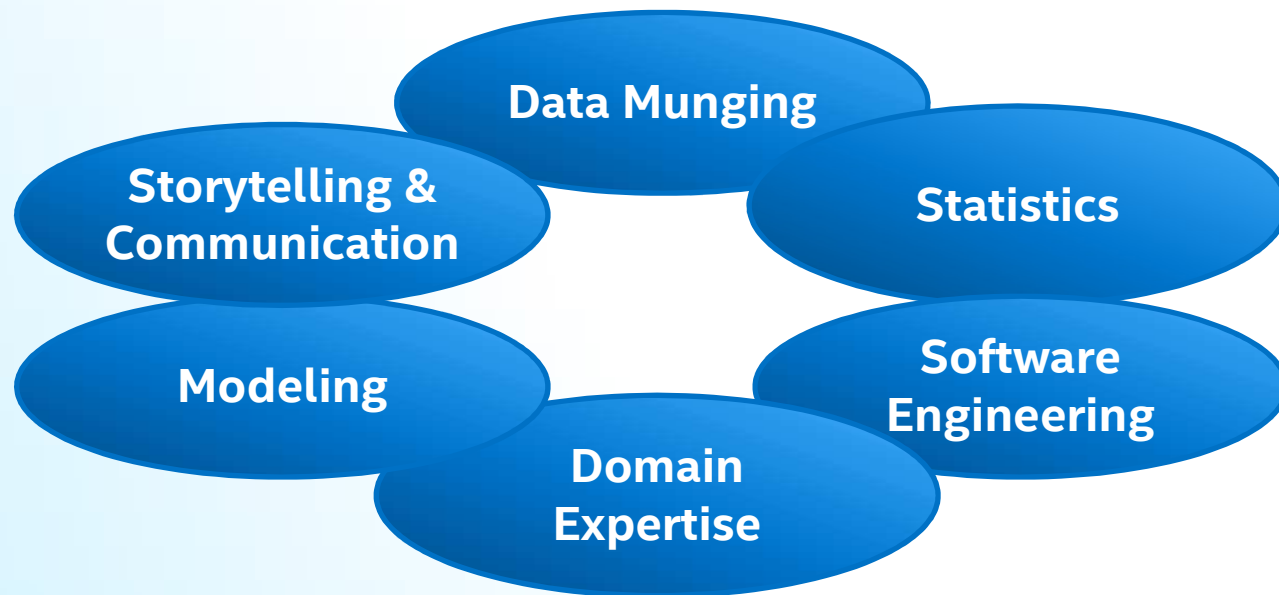 Data Munging
Storytelling &
Communication
Statistics
Modeling
Software
Engineering
Domain
Expertise